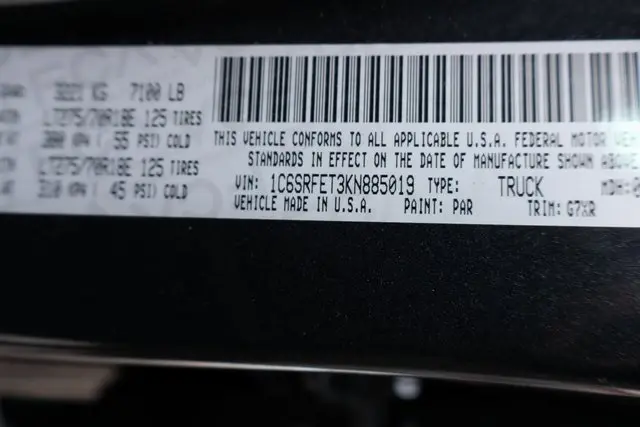 3221 KG 7100 LB
LT275/70R18E 125 TIRES
380 KPA ( 55 PSI) COLD
LT275/70R18E 125 TIRES
310 KPA ( 45 PSI) COLD
THIS VEHICLE CONFORMS TO ALL APPLICABLE U.S.A. FEDERAL MOTOR
STANDARDS IN EFFECT ON THE DATE OF MANUFACTURE SHOWN ABOVE
VIN: 1C6SRFET3KN885019 TYPE: TRUCK MDH:
VEHICLE MADE IN U.S.A. PAINT: PAR TRIM: G7XR